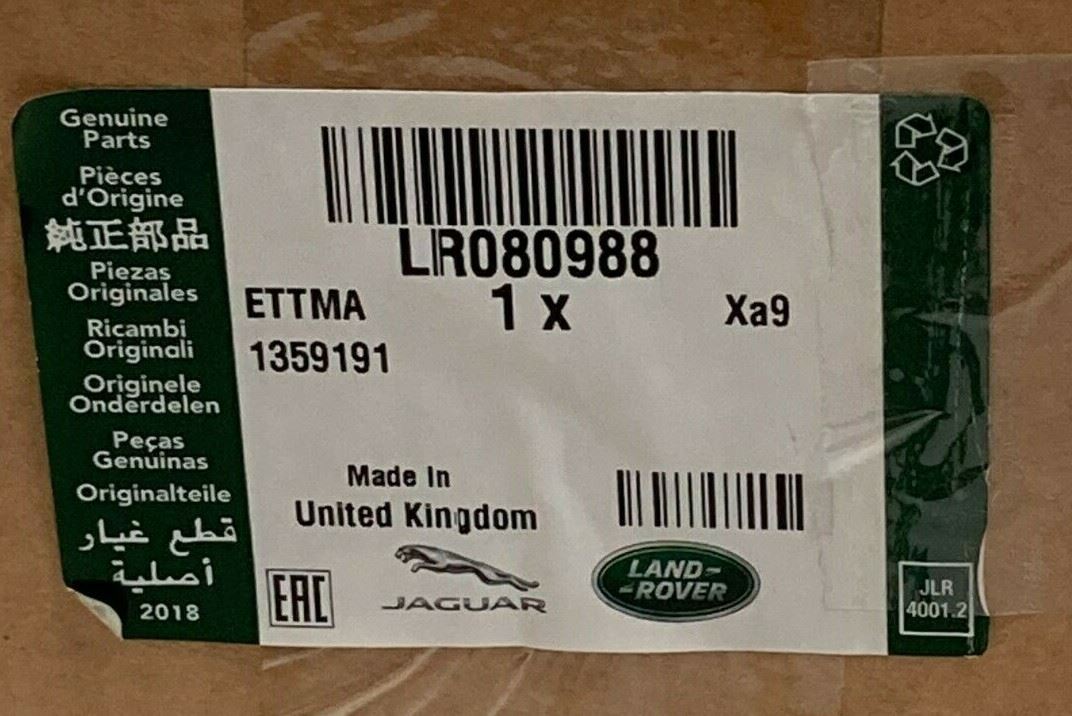 Genuine
Parts
Pièces
d'Origine
純正部品
Piezas
Originales
Ricambi
Originali
Originele
Onderdelen
Peças
Genuinas
Originalteile
قطع غيار
أصلية
2018
LR080988
ETTMA
1 x
Xa9
1359191
Made In
United Kingdom
EAC
JAGUAR
LAND-
-ROVER
JLR
4001.2